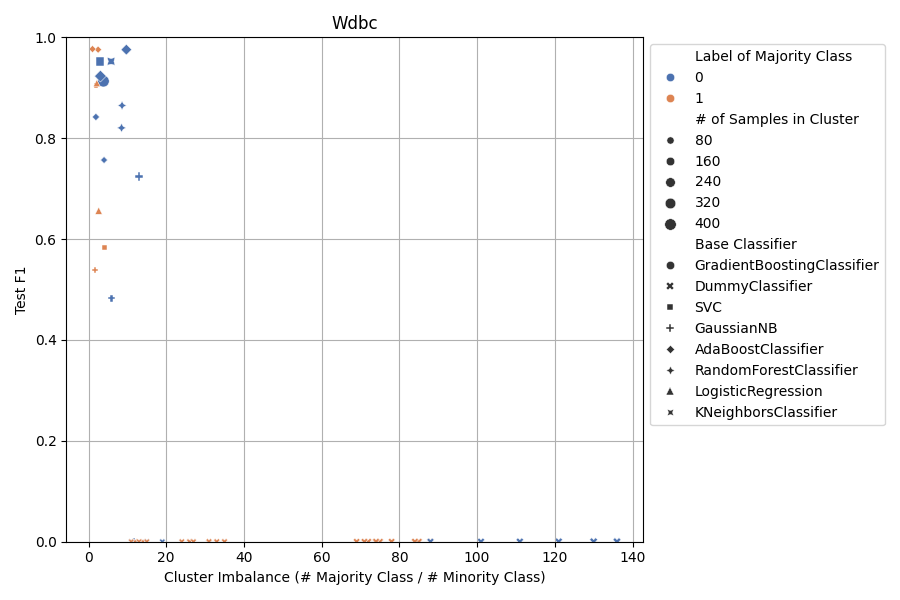 Wdbc
1.0
0.8
0.6
0.4
0.2
0.0
Test F1
0 20 40 60 80 100 120 140
Cluster Imbalance (# Majority Class / # Minority Class)
Label of Majority Class
0
1
# of Samples in Cluster
80
160
240
320
400
Base Classifier
GradientBoostingClassifier
DummyClassifier
SVC
GaussianNB
AdaBoostClassifier
RandomForestClassifier
LogisticRegression
KNeighborsClassifier